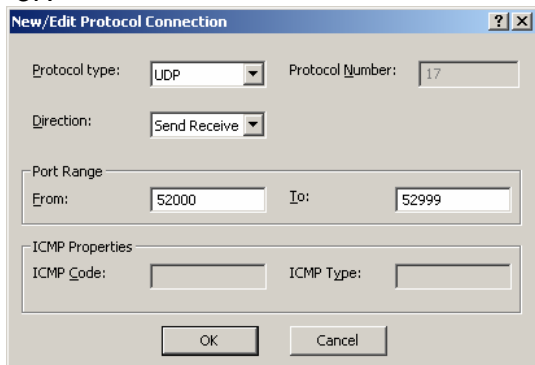 New/Edit Protocol Connection
Protocol type: UDP Protocol Number: 17
Direction: Send Receive
Port Range
From: 52000 To: 52999
ICMP Properties
ICMP Code: ICMP Type:
OK Cancel